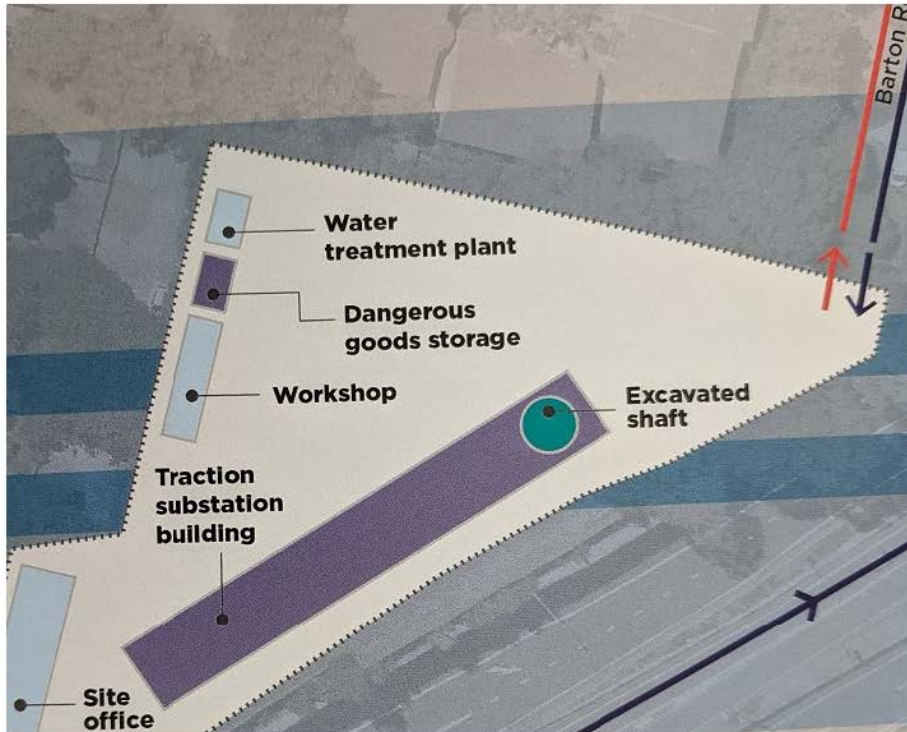 Barton R
Water
treatment plant
Dangerous
goods storage
Workshop
Excavated
shaft
Traction
substation
building
Site
office